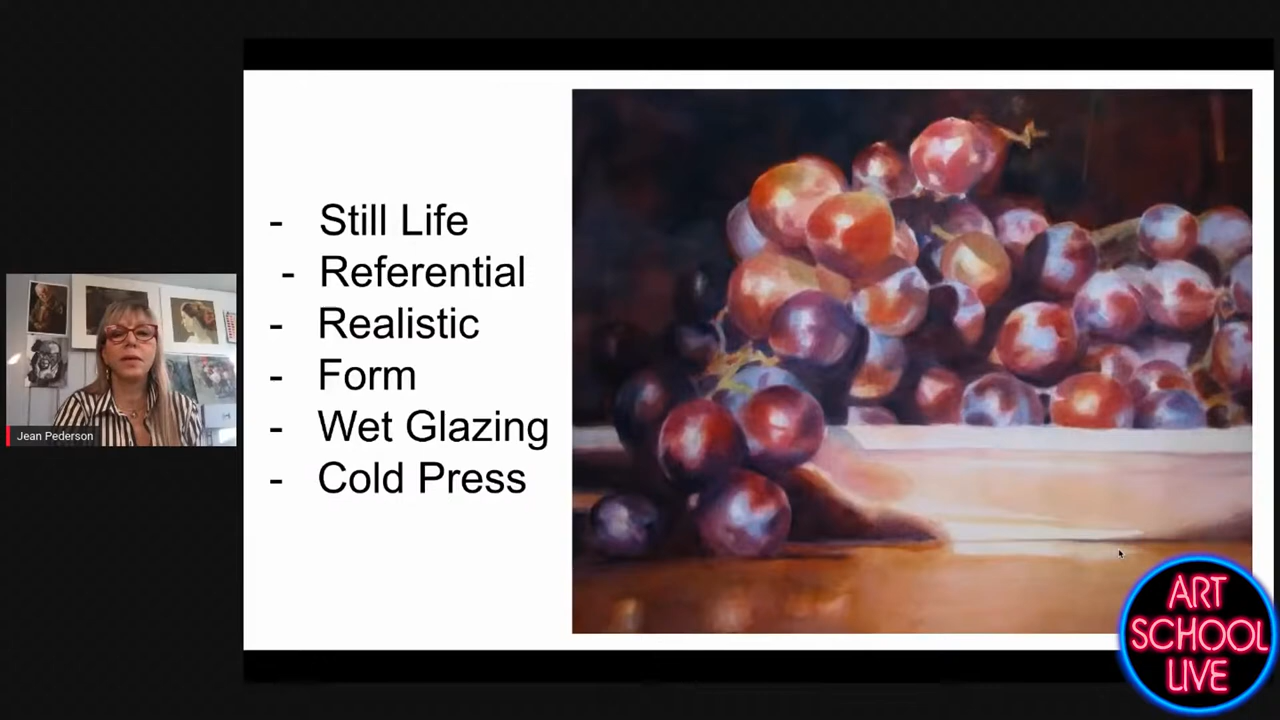 - Still Life
- Referential
- Realistic
- Form
- Wet Glazing
- Cold Press
Jean Pederson
ART
SCHOOL
LIVE